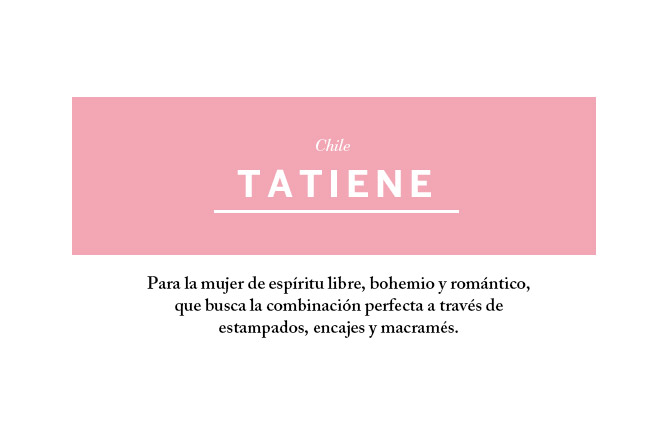 Chile
TATIENE
Para la mujer de espíritu libre, bohemio y romántico,
que busca la combinación perfecta a través de
estampados, encajes y macramés.